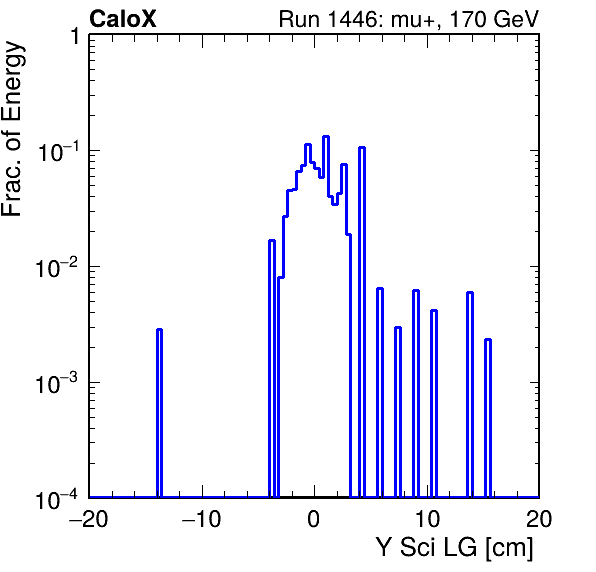 CaloX Run 1446: mu+, 170 GeV
Frac. of Energy
1
10⁻¹
10⁻²
10⁻³
10⁻⁴
−20 −10 0 10 20
Y Sci LG [cm]